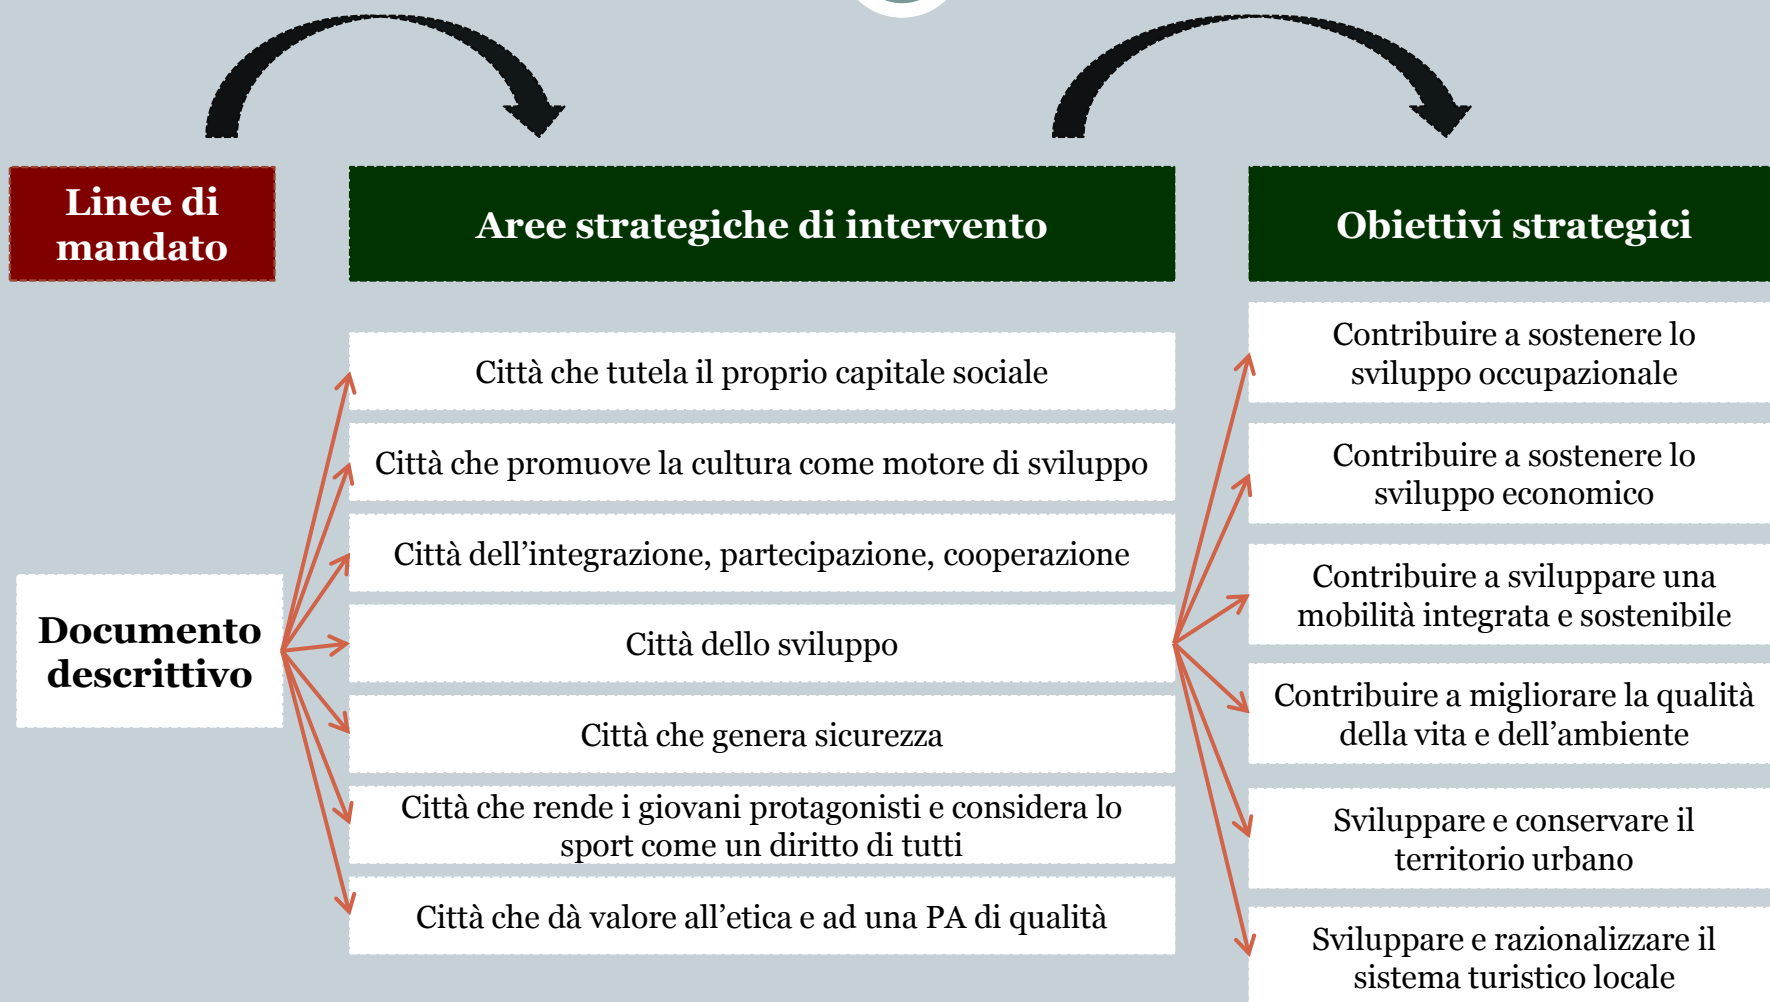 Linee di
mandato
Aree strategiche di intervento
Obiettivi strategici
Documento
descrittivo
Città che tutela il proprio capitale sociale
Città che promuove la cultura come motore di sviluppo
Città dell’integrazione, partecipazione, cooperazione
Città dello sviluppo
Città che genera sicurezza
Città che rende i giovani protagonisti e considera lo
sport come un diritto di tutti
Città che dà valore all’etica e ad una PA di qualità
Contribuire a sostenere lo
sviluppo occupazionale
Contribuire a sostenere lo
sviluppo economico
Contribuire a sviluppare una
mobilità integrata e sostenibile
Contribuire a migliorare la qualità
della vita e dell’ambiente
Sviluppare e conservare il
territorio urbano
Sviluppare e razionalizzare il
sistema turistico locale